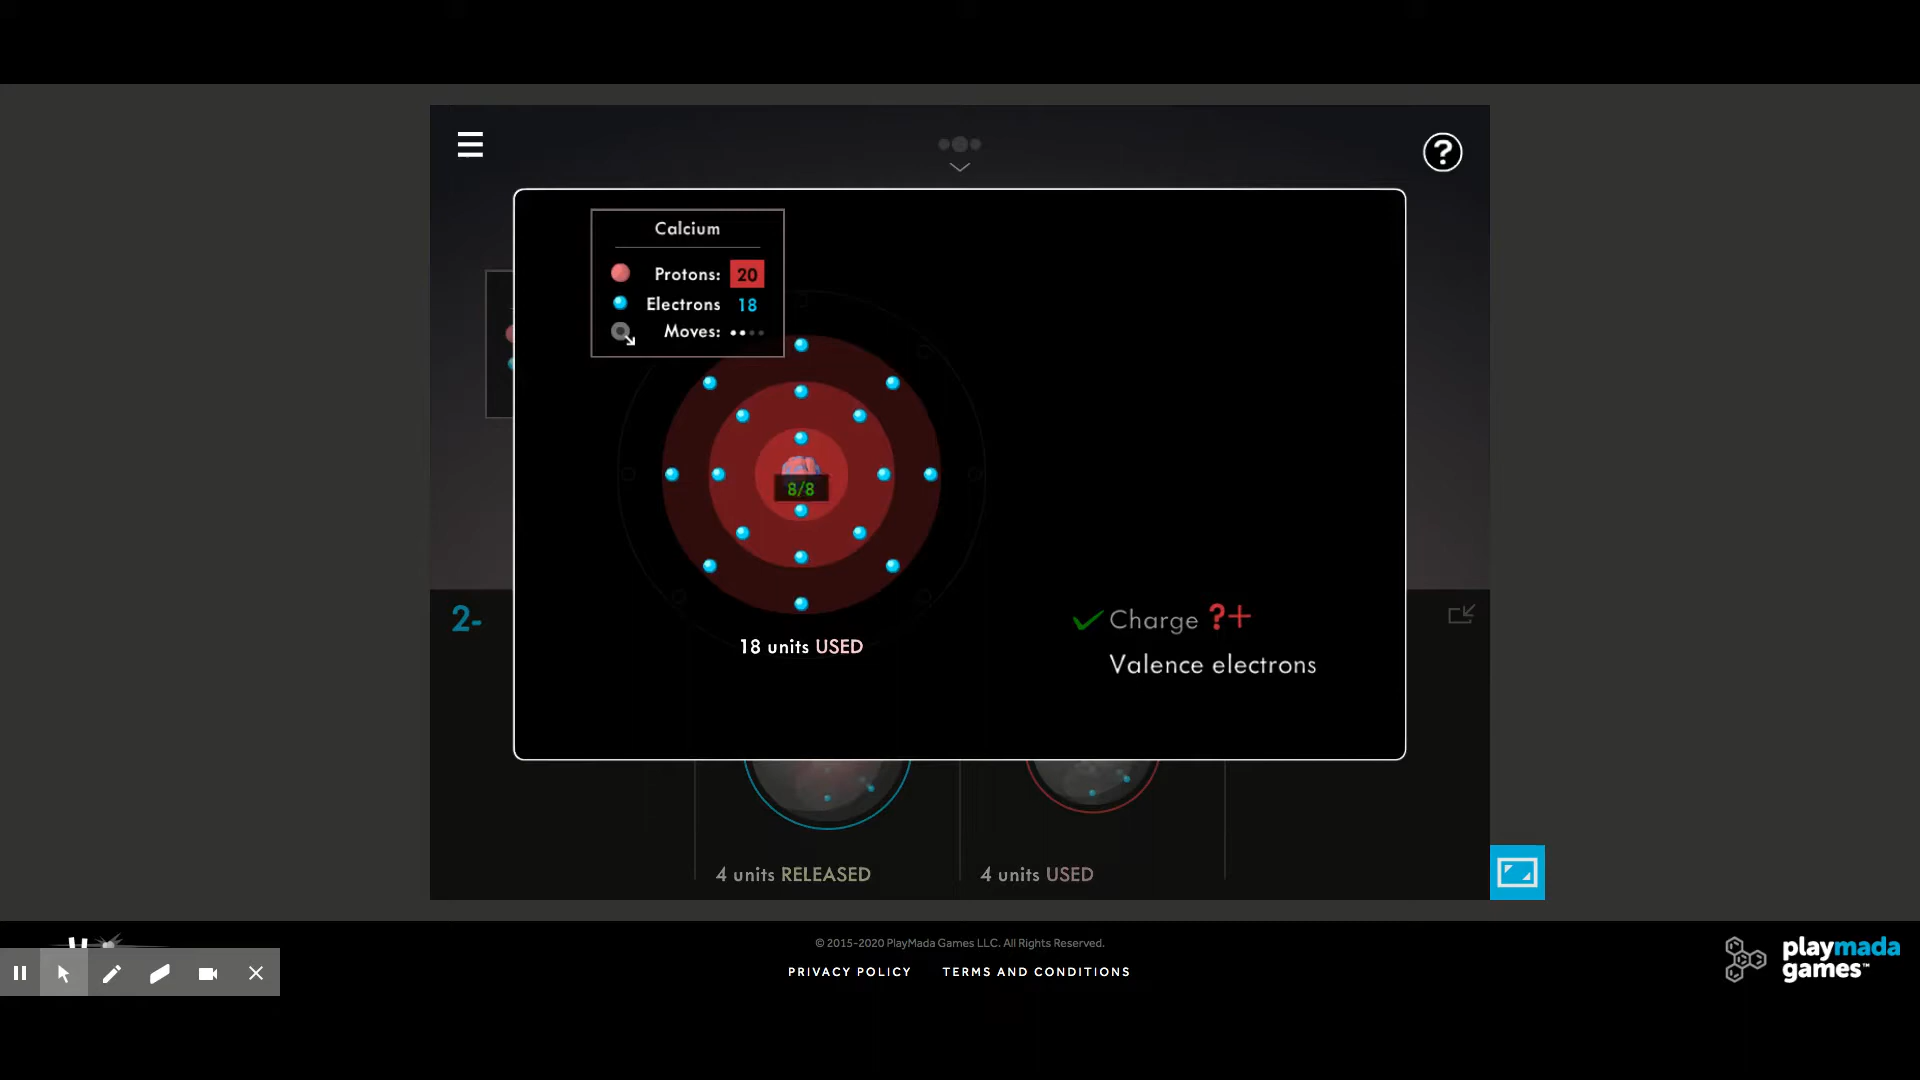 ?
Calcium
Protons: 20
Electrons 18
Moves:
8/8
18 units USED
2-
Charge ?+
Valence electrons
4 units RELEASED
4 units USED
© 2015-2020 PlayMada Games LLC. All Rights Reserved.
PRIVACY POLICY TERMS AND CONDITIONS
playmada
games™